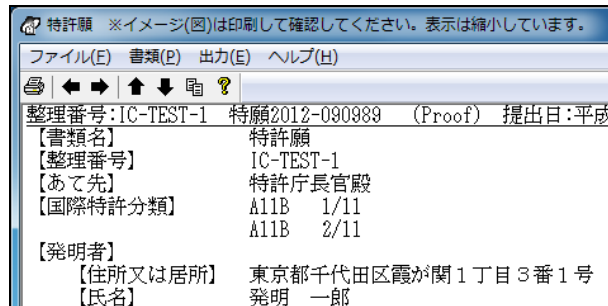 特許願　※イメージ(図)は印刷して確認してください。表示は縮小しています。
ファイル(F)　書類(P)　出力(E)　ヘルプ(H)
整理番号:IC-TEST-1　特願2012-090989　(Proof)　提出日:平成
【書類名】　特許願
【整理番号】　IC-TEST-1
【あて先】　特許庁長官殿
【国際特許分類】　A11B　1/11
A11B　2/11
【発明者】
【住所又は居所】　東京都千代田区霞が関１丁目３番１号
【氏名】　発明　一郎